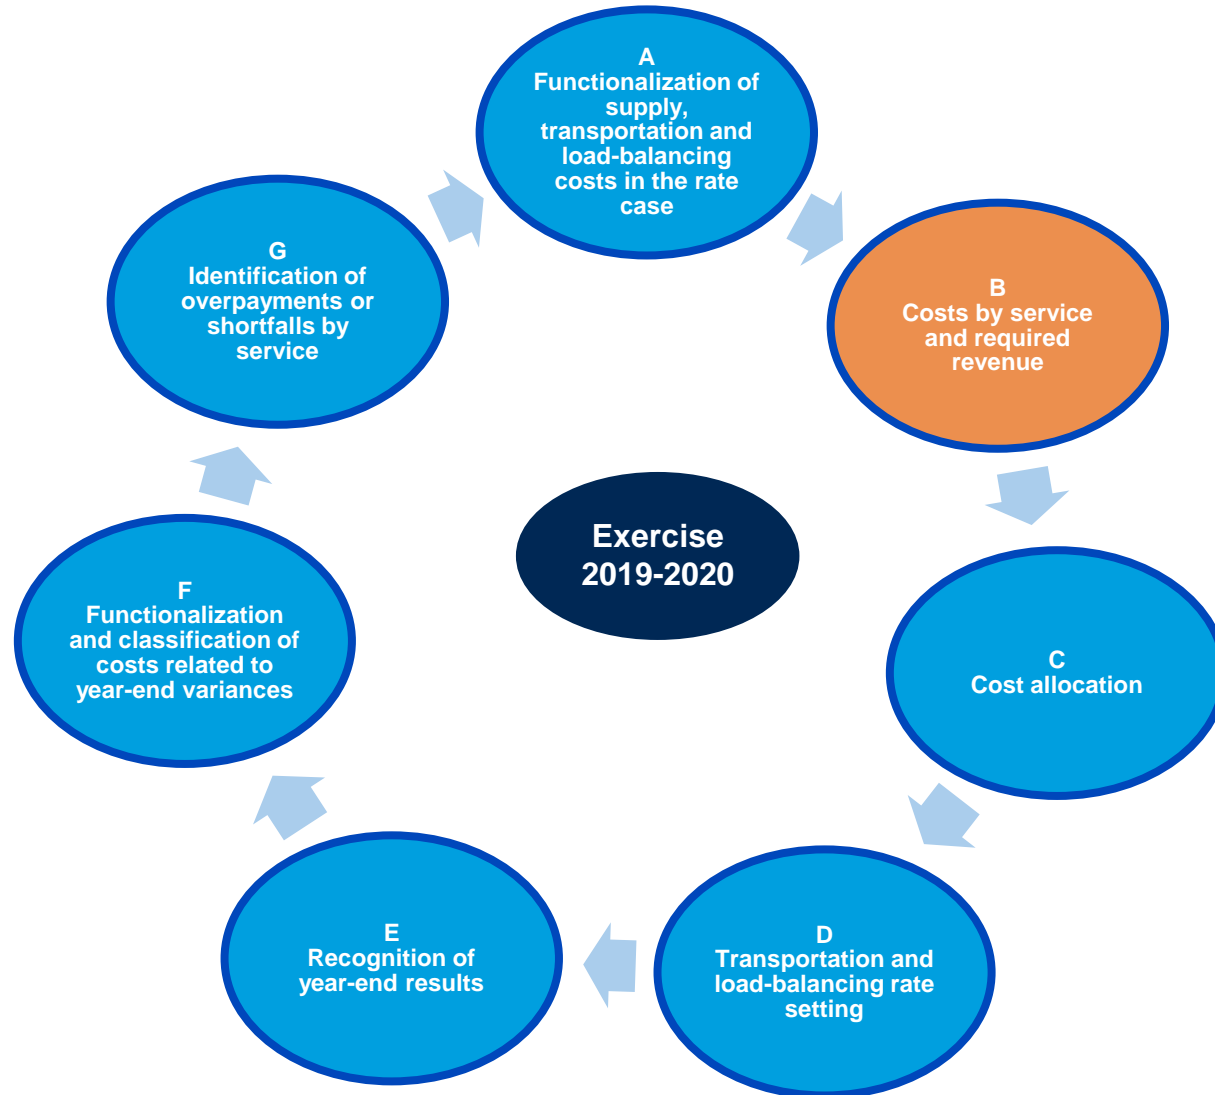 A
Functionalization of
supply,
transportation and
load-balancing
costs in the rate
case
B
Costs by service
and required
revenue
C
Cost allocation
D
Transportation and
load-balancing rate
setting
E
Recognition of
year-end results
F
Functionalization
and classification of
costs related to
year-end variances
G
Identification of
overpayments or
shortfalls by
service
Exercise
2019-2020